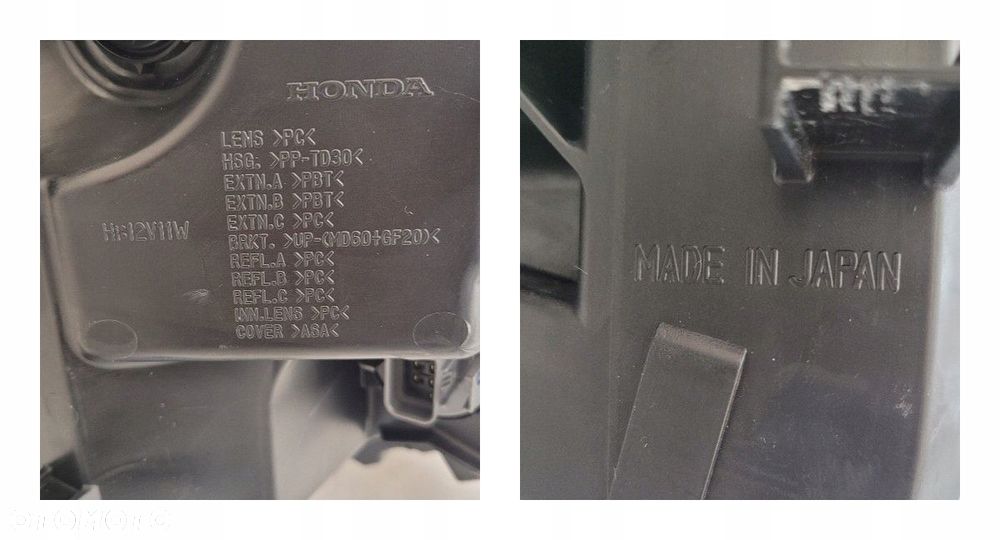 HONDA
LENS >PC<
HSG. >PP-TD30<
EXTN.A >PBT<
EXTN.B >PBT<
EXTN.C >PC<
BRKT. >UP-(MD60+GF20)<
REFL.A >PC<
REFL.B >PC<
REFL.C >PC<
INN.LENS >PC<
COVER >ASA<
12V11W
MADE IN JAPAN
OTOMOTO